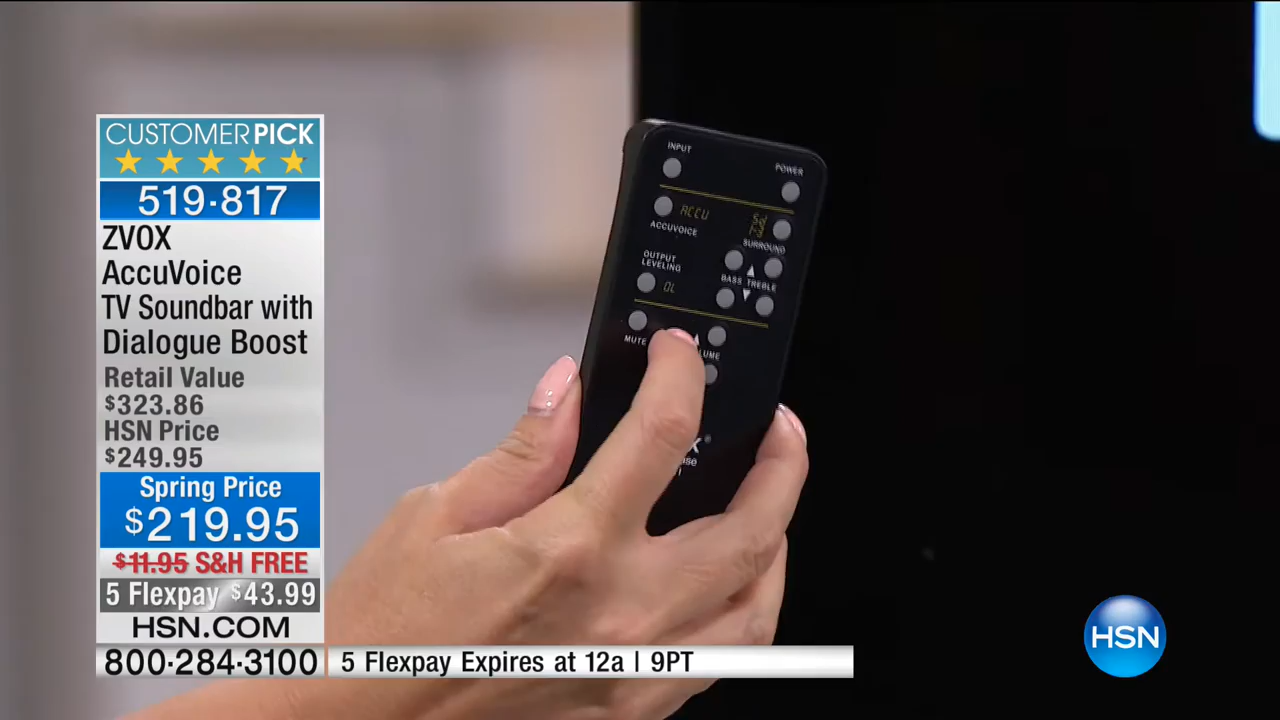 CUSTOMER PICK
519-817
ZVOX
AccuVoice
TV Soundbar with
Dialogue Boost
Retail Value
$323.86
HSN Price
$249.95
Spring Price
$219.95
$11.95 S&H FREE
5 Flexpay $43.99
HSN.COM
800-284-3100
5 Flexpay Expires at 12a | 9PT
INPUT
POWER
ACCU
ACCUVOICE
Sd
SURROUND
OUTPUT
LEVELING
OL
BASS TREBLE
MUTE
HSN